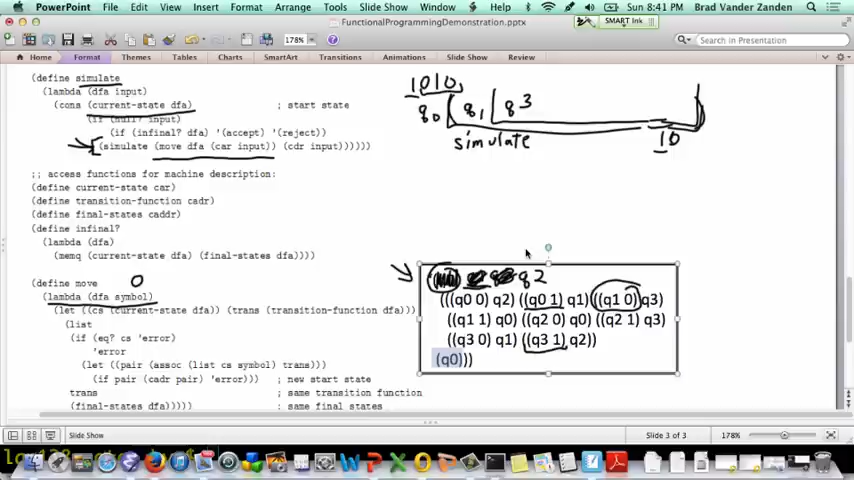 PowerPoint File Edit View Insert Format Arrange Tools Slide Show Window Help Sun 8:41 PM Brad Vander Zanden
FunctionalProgrammingDemonstration.pptx
SMART Ink
178%
Search in Presentation
Home Format Themes Tables Charts SmartArt Transitions Animations Slide Show Review
(define simulate
(lambda (dfa input)
(cons (current-state dfa) ; start state
(if (null? input)
(if (infinal? dfa) '(accept) '(reject))
(simulate (move dfa (car input)) (cdr input))))))
1010
q0 q1 q3
simulate 10
;; access functions for machine description:
(define current-state car)
(define transition-function cadr)
(define final-states caddr)
(define infinal?
(lambda (dfa)
(memq (current-state dfa) (final-states dfa))))
(define move 0
(lambda (dfa symbol)
(let ((cs (current-state dfa)) (trans (transition-function dfa)))
(list
(if (eq? cs 'error)
'error
(let ((pair (assoc (list cs symbol) trans)))
(if pair (cadr pair) 'error))) ; new start state
trans ; same transition function
(final-states dfa))))) ; same final states
q2
(((q0 0) q2) ((q0 1) q1) ((q1 0) q3)
((q1 1) q0) ((q2 0) q0) ((q2 1) q3)
((q3 0) q1) ((q3 1) q2))
(q0)))
Slide Show Slide 3 of 3 178%